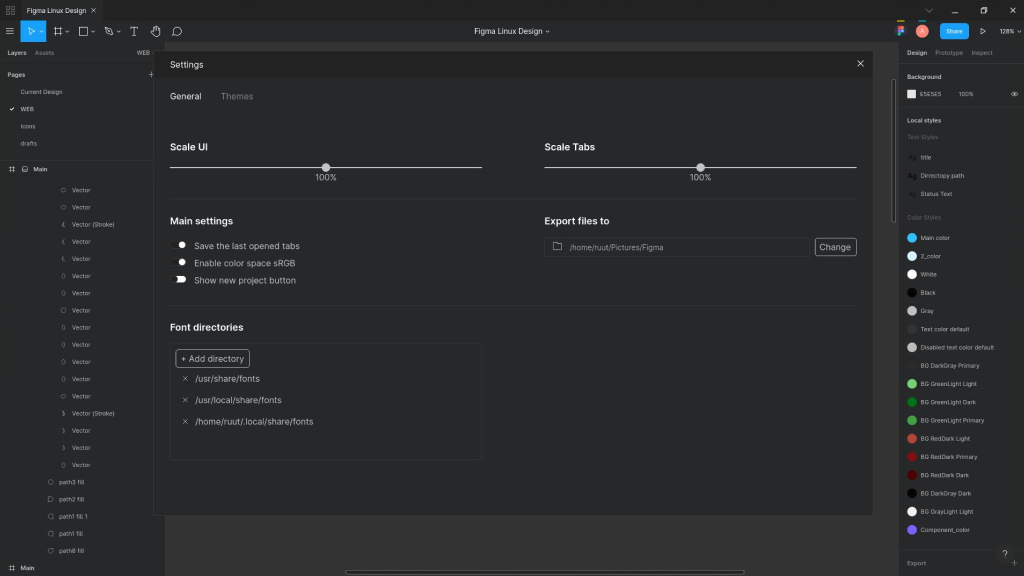 Figma Linux Design
Figma Linux Design
Share
128%
Layers
Assets
WEB
Pages
Current Design
WEB
Icons
drafts
Main
Vector
Vector
Vector (Stroke)
Vector
Vector
Vector
Vector
Vector
Vector
Vector
Vector
Vector
Vector
Vector (Stroke)
Vector
Vector
Vector
path3 fill
path2 fill
path1 fill 1
path1 fill
path8 fill
Main
Settings
General
Themes
Scale UI
100%
Scale Tabs
100%
Main settings
Save the last opened tabs
Enable color space sRGB
Show new project button
Export files to
/home/ruut/Pictures/Figma
Change
Font directories
+ Add directory
/usr/share/fonts
/usr/local/share/fonts
/home/ruut/.local/share/fonts
Design
Prototype
Inspect
Background
E5E5E5
100%
Local styles
Text Styles
title
Directopy path
Status Text
Color Styles
Main color
2_color
White
Black
Gray
Text color default
Disabled text color default
BG DarkGray Primary
BG GreenLight Light
BG GreenLight Dark
BG GreenLight Primary
BG RedDark Light
BG RedDark Primary
BG RedDark Dark
BG DarkGray Dark
BG GrayLight Light
Component_color
Export
?